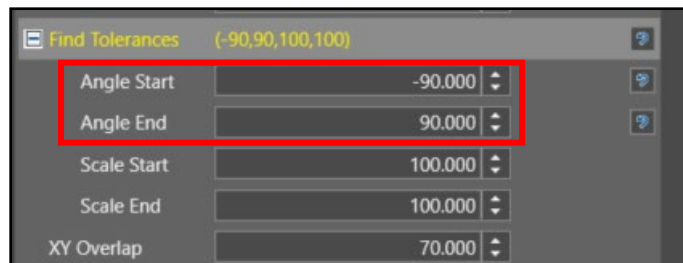 Find Tolerances (-90,90,100,100)
Angle Start -90.000
Angle End 90.000
Scale Start 100.000
Scale End 100.000
XY Overlap 70.000